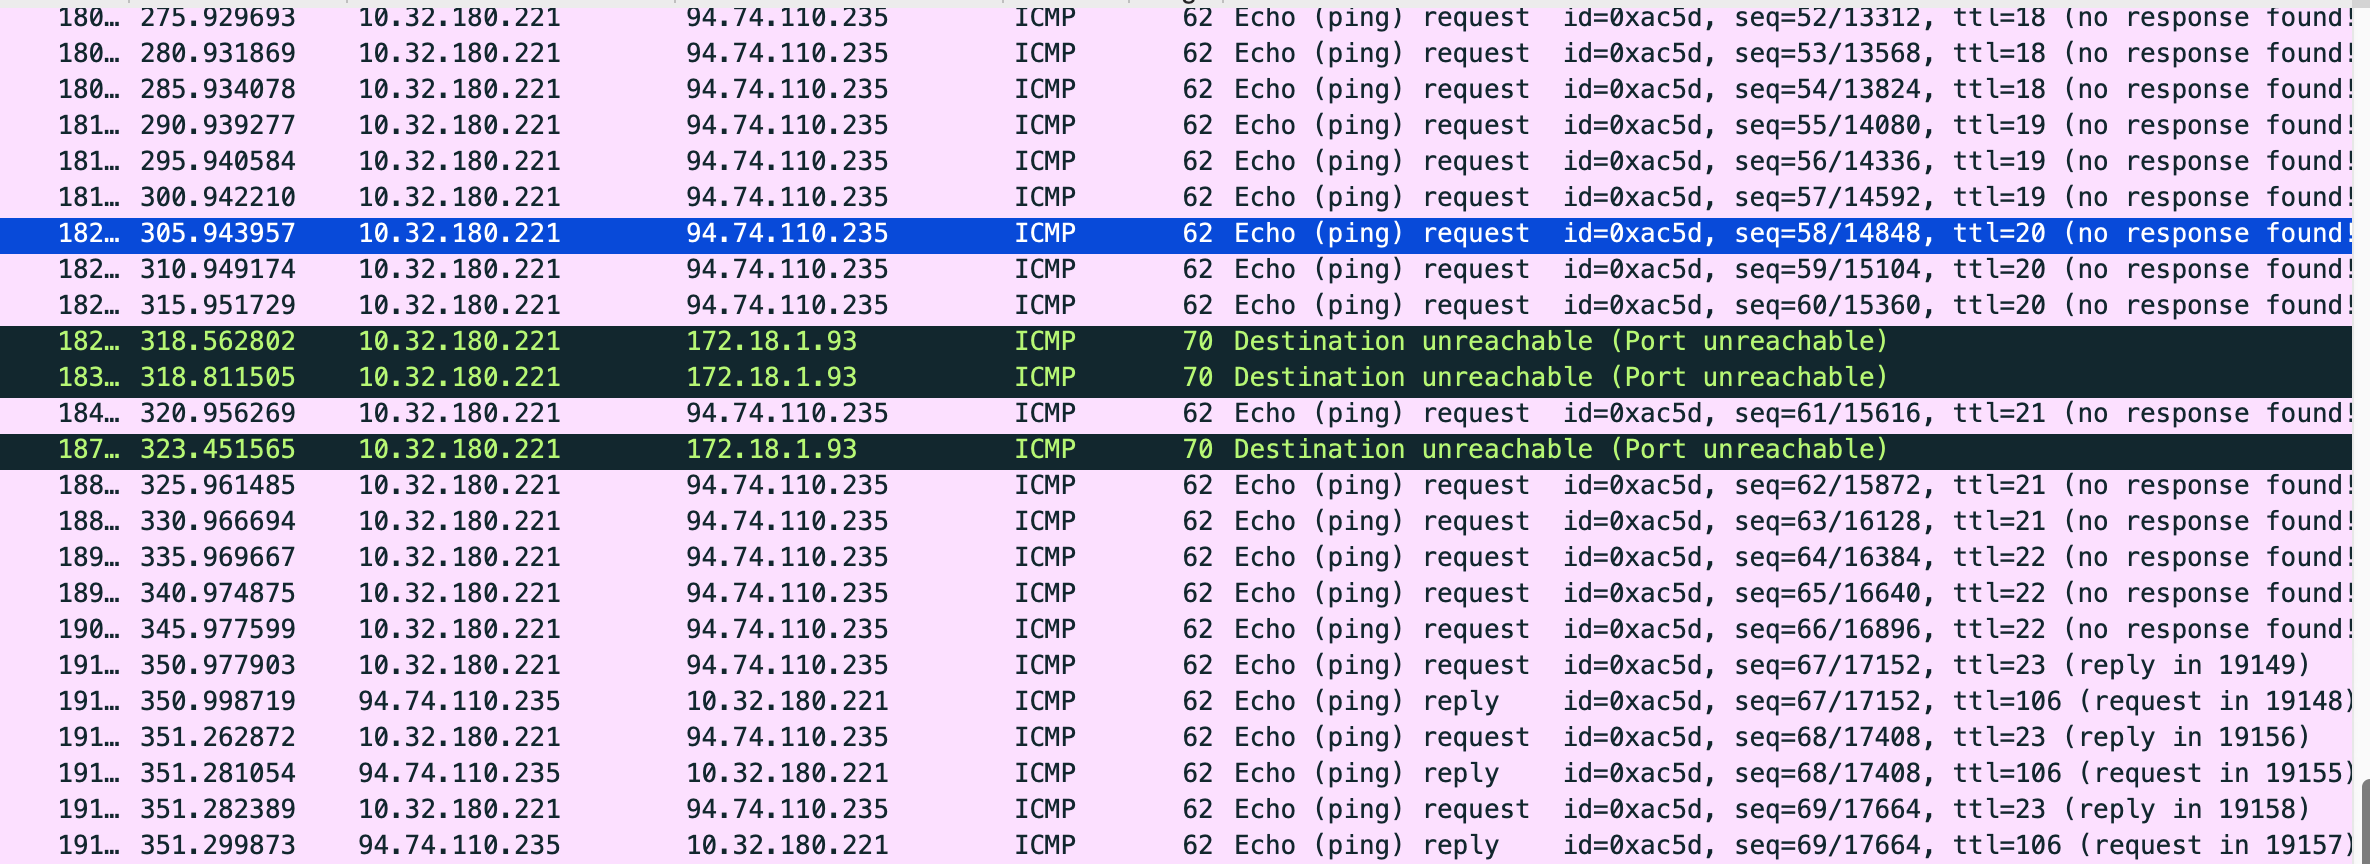 180… 275.929693 10.32.180.221 94.74.110.235 ICMP 62 Echo (ping) request id=0xac5d, seq=52/13312, ttl=18 (no response found!
180… 280.931869 10.32.180.221 94.74.110.235 ICMP 62 Echo (ping) request id=0xac5d, seq=53/13568, ttl=18 (no response found!
180… 285.934078 10.32.180.221 94.74.110.235 ICMP 62 Echo (ping) request id=0xac5d, seq=54/13824, ttl=18 (no response found!
181… 290.939277 10.32.180.221 94.74.110.235 ICMP 62 Echo (ping) request id=0xac5d, seq=55/14080, ttl=19 (no response found!
181… 295.940584 10.32.180.221 94.74.110.235 ICMP 62 Echo (ping) request id=0xac5d, seq=56/14336, ttl=19 (no response found!
181… 300.942210 10.32.180.221 94.74.110.235 ICMP 62 Echo (ping) request id=0xac5d, seq=57/14592, ttl=19 (no response found!
182… 305.943957 10.32.180.221 94.74.110.235 ICMP 62 Echo (ping) request id=0xac5d, seq=58/14848, ttl=20 (no response found!
182… 310.949174 10.32.180.221 94.74.110.235 ICMP 62 Echo (ping) request id=0xac5d, seq=59/15104, ttl=20 (no response found!
182… 315.951729 10.32.180.221 94.74.110.235 ICMP 62 Echo (ping) request id=0xac5d, seq=60/15360, ttl=20 (no response found!
182… 318.562802 10.32.180.221 172.18.1.93 ICMP 70 Destination unreachable (Port unreachable)
183… 318.811505 10.32.180.221 172.18.1.93 ICMP 70 Destination unreachable (Port unreachable)
184… 320.956269 10.32.180.221 94.74.110.235 ICMP 62 Echo (ping) request id=0xac5d, seq=61/15616, ttl=21 (no response found!
187… 323.451565 10.32.180.221 172.18.1.93 ICMP 70 Destination unreachable (Port unreachable)
188… 325.961485 10.32.180.221 94.74.110.235 ICMP 62 Echo (ping) request id=0xac5d, seq=62/15872, ttl=21 (no response found!
188… 330.966694 10.32.180.221 94.74.110.235 ICMP 62 Echo (ping) request id=0xac5d, seq=63/16128, ttl=21 (no response found!
189… 335.969667 10.32.180.221 94.74.110.235 ICMP 62 Echo (ping) request id=0xac5d, seq=64/16384, ttl=22 (no response found!
189… 340.974875 10.32.180.221 94.74.110.235 ICMP 62 Echo (ping) request id=0xac5d, seq=65/16640, ttl=22 (no response found!
190… 345.977599 10.32.180.221 94.74.110.235 ICMP 62 Echo (ping) request id=0xac5d, seq=66/16896, ttl=22 (no response found!
191… 350.977903 10.32.180.221 94.74.110.235 ICMP 62 Echo (ping) request id=0xac5d, seq=67/17152, ttl=23 (reply in 19149)
191… 350.998719 94.74.110.235 10.32.180.221 ICMP 62 Echo (ping) reply id=0xac5d, seq=67/17152, ttl=106 (request in 19148)
191… 351.262872 10.32.180.221 94.74.110.235 ICMP 62 Echo (ping) request id=0xac5d, seq=68/17408, ttl=23 (reply in 19156)
191… 351.281054 94.74.110.235 10.32.180.221 ICMP 62 Echo (ping) reply id=0xac5d, seq=68/17408, ttl=106 (request in 19155)
191… 351.282389 10.32.180.221 94.74.110.235 ICMP 62 Echo (ping) request id=0xac5d, seq=69/17664, ttl=23 (reply in 19158)
191… 351.299873 94.74.110.235 10.32.180.221 ICMP 62 Echo (ping) reply id=0xac5d, seq=69/17664, ttl=106 (request in 19157)